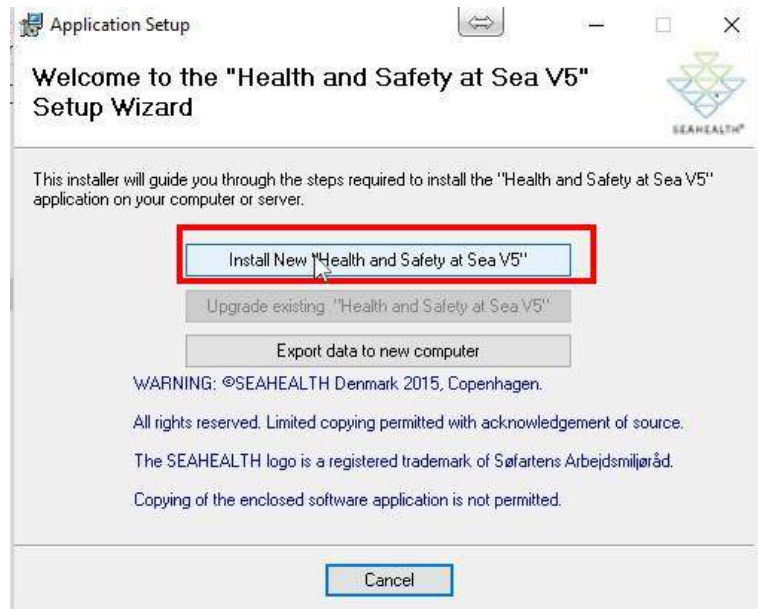 Application Setup
Welcome to the "Health and Safety at Sea V5"
Setup Wizard
SEAHEALTH®
This installer will guide you through the steps required to install the "Health and Safety at Sea V5"
application on your computer or server.
Install New "Health and Safety at Sea V5"
Upgrade existing "Health and Safety at Sea V5"
Export data to new computer
WARNING: ©SEAHEALTH Denmark 2015, Copenhagen.
All rights reserved. Limited copying permitted with acknowledgement of source.
The SEAHEALTH logo is a registered trademark of Søfartens Arbejdsmiljøråd.
Copying of the enclosed software application is not permitted.
Cancel